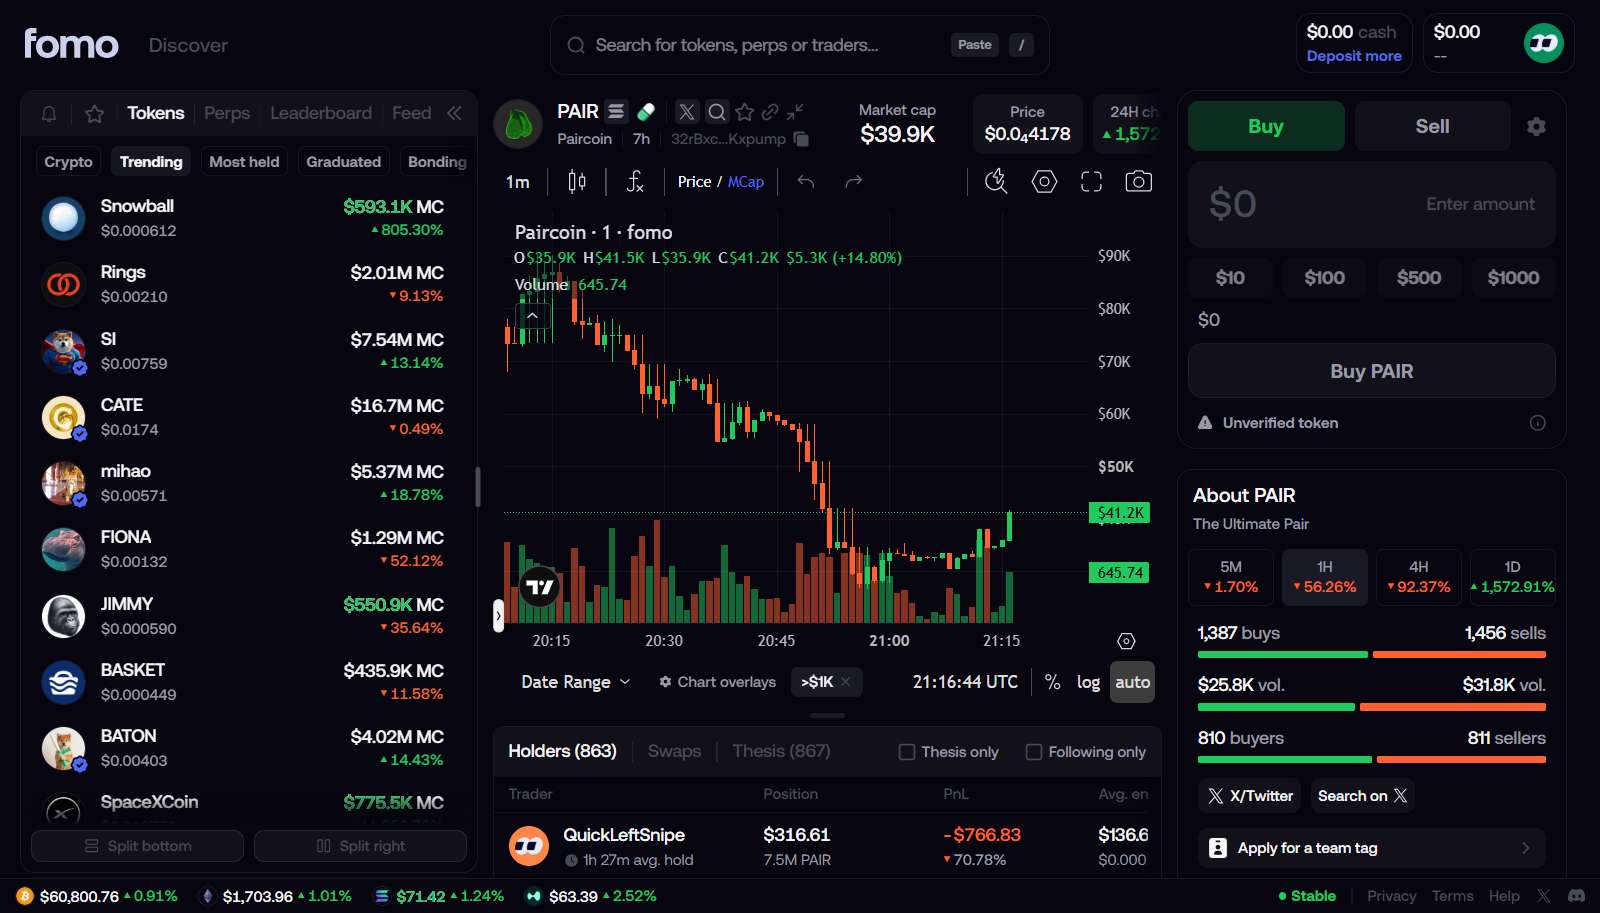 fomo
Discover
Search for tokens, perps or traders...
Paste
/
$0.00 cash
Deposit more
$0.00
--
Tokens
Perps
Leaderboard
Feed
Crypto
Trending
Most held
Graduated
Bonding
Snowball
$593.1K MC
$0.000612
805.30%
Rings
$2.01M MC
$0.00210
9.13%
SI
$7.54M MC
$0.00759
13.14%
CATE
$16.7M MC
$0.0174
0.49%
mihao
$5.37M MC
$0.00571
18.78%
FIONA
$1.29M MC
$0.00132
52.12%
JIMMY
$550.9K MC
$0.000590
35.64%
BASKET
$435.9K MC
$0.000449
11.58%
BATON
$4.02M MC
$0.00403
14.43%
SpaceXCoin
$775.5K MC
Split bottom
Split right
PAIR
Paircoin
7h
32rBxc...Kxpump
Market cap
$39.9K
Price
$0.0₄4178
24H ch
1,572
1m
Price / MCap
Paircoin · 1 · fomo
O$35.9K H$41.5K L$35.9K C$41.2K $5.3K (+14.80%)
Volume 645.74
$90K
$80K
$70K
$60K
$50K
$41.2K
645.74
20:15
20:30
20:45
21:00
21:15
Date Range
Chart overlays
>$1K
21:16:44 UTC
%
log
auto
Holders (863)
Swaps
Thesis (867)
Thesis only
Following only
Trader
Position
PnL
Avg. en
QuickLeftSnipe
$316.61
-$766.83
$136.6
1h 27m avg. hold
7.5M PAIR
70.78%
$0.000
Buy
Sell
$0
Enter amount
$10
$100
$500
$1000
$0
Buy PAIR
Unverified token
About PAIR
The Ultimate Pair
5M
1.70%
1H
56.26%
4H
92.37%
1D
1,572.91%
1,387 buys
1,456 sells
$25.8K vol.
$31.8K vol.
810 buyers
811 sellers
X/Twitter
Search on X
Apply for a team tag
$60,800.76 0.91%
$1,703.96 1.01%
$71.42 1.24%
$63.39 2.52%
Stable
Privacy
Terms
Help